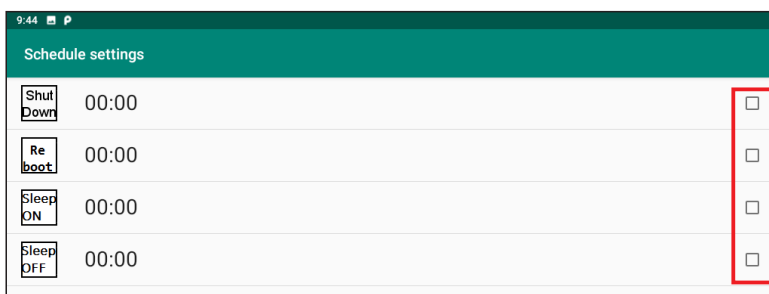 9:44 P
Schedule settings
Shut
Down
00:00
Re
boot
00:00
Sleep
ON
00:00
Sleep
OFF
00:00